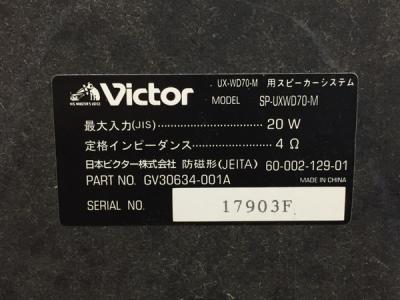 HIS MASTER'S VOICE
Victor
UX-WD70-M 用スピーカーシステム
MODEL SP-UXWD70-M
最大入力(JIS) 20 W
定格インピーダンス 4 Ω
日本ビクター株式会社 防磁形(JEITA) 60-002-129-01
PART NO. GV30634-001A MADE IN CHINA
SERIAL NO. 17903F